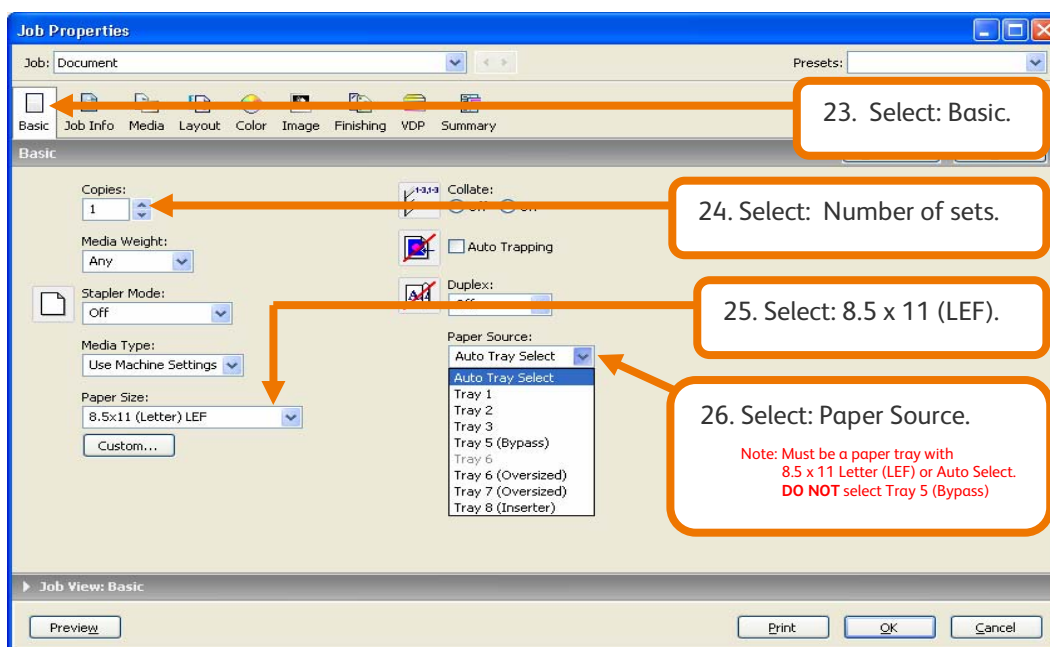 Job Properties
Job: Document
Presets:
Basic Job Info Media Layout Color Image Finishing VDP Summary
23. Select: Basic.
Basic
Copies:
1
1-3,1-3
Collate:
24. Select: Number of sets.
Media Weight:
Any
Auto Trapping
Stapler Mode:
Off
Duplex:
25. Select: 8.5 x 11 (LEF).
Media Type:
Use Machine Settings
Paper Source:
Auto Tray Select
Auto Tray Select
Tray 1
Tray 2
Tray 3
Tray 5 (Bypass)
Tray 6
Tray 6 (Oversized)
Tray 7 (Oversized)
Tray 8 (Inserter)
Paper Size:
8.5x11 (Letter) LEF
Custom...
26. Select: Paper Source.
Note: Must be a paper tray with
8.5 x 11 Letter (LEF) or Auto Select.
DO NOT select Tray 5 (Bypass)
Job View: Basic
Preview
Print
OK
Cancel